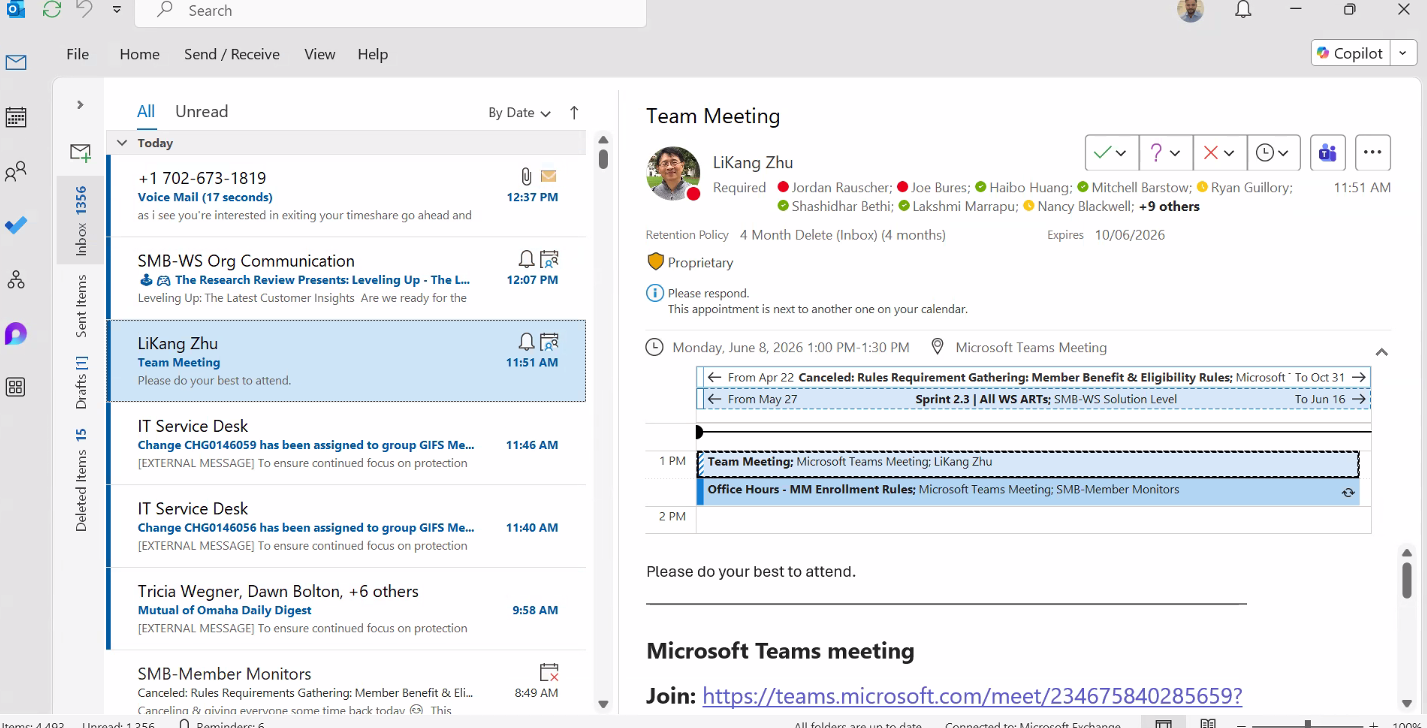 Search
File Home Send / Receive View Help
Copilot
All Unread By Date
Today
+1 702-673-1819
Voice Mail (17 seconds) 12:37 PM
as i see you're interested in exiting your timeshare go ahead and
SMB-WS Org Communication
The Research Review Presents: Leveling Up - The L... 12:07 PM
Leveling Up: The Latest Customer Insights Are we ready for the
LiKang Zhu
Team Meeting 11:51 AM
Please do your best to attend.
IT Service Desk
Change CHG0146059 has been assigned to group GIFS Me... 11:46 AM
[EXTERNAL MESSAGE] To ensure continued focus on protection
IT Service Desk
Change CHG0146056 has been assigned to group GIFS Me... 11:40 AM
[EXTERNAL MESSAGE] To ensure continued focus on protection
Tricia Wegner, Dawn Bolton, +6 others
Mutual of Omaha Daily Digest 9:58 AM
[EXTERNAL MESSAGE] To ensure continued focus on protection
SMB-Member Monitors
Canceled: Rules Requirements Gathering: Member Benefit & Eli... 8:49 AM
Canceling & giving everyone some time back today This
Inbox 1356
Sent Items
Drafts [1]
Deleted Items 15
Team Meeting
LiKang Zhu
Required Jordan Rauscher; Joe Bures; Haibo Huang; Mitchell Barstow; Ryan Guillory; 11:51 AM
Shashidhar Bethi; Lakshmi Marrapu; Nancy Blackwell; +9 others
Retention Policy 4 Month Delete (Inbox) (4 months) Expires 10/06/2026
Proprietary
Please respond.
This appointment is next to another one on your calendar.
Monday, June 8, 2026 1:00 PM-1:30 PM Microsoft Teams Meeting
From Apr 22 Canceled: Rules Requirement Gathering: Member Benefit & Eligibility Rules; Microsoft To Oct 31
From May 27 Sprint 2.3 | All WS ARTs; SMB-WS Solution Level To Jun 16
1 PM Team Meeting; Microsoft Teams Meeting; LiKang Zhu
Office Hours - MM Enrollment Rules; Microsoft Teams Meeting; SMB-Member Monitors
2 PM
Please do your best to attend.
Microsoft Teams meeting
Join: https://teams.microsoft.com/meet/234675840285659?
Items: 4,493 Unread: 1,356 Reminders: 6 All folders are up to date. Connected to: Microsoft Exchange 100%